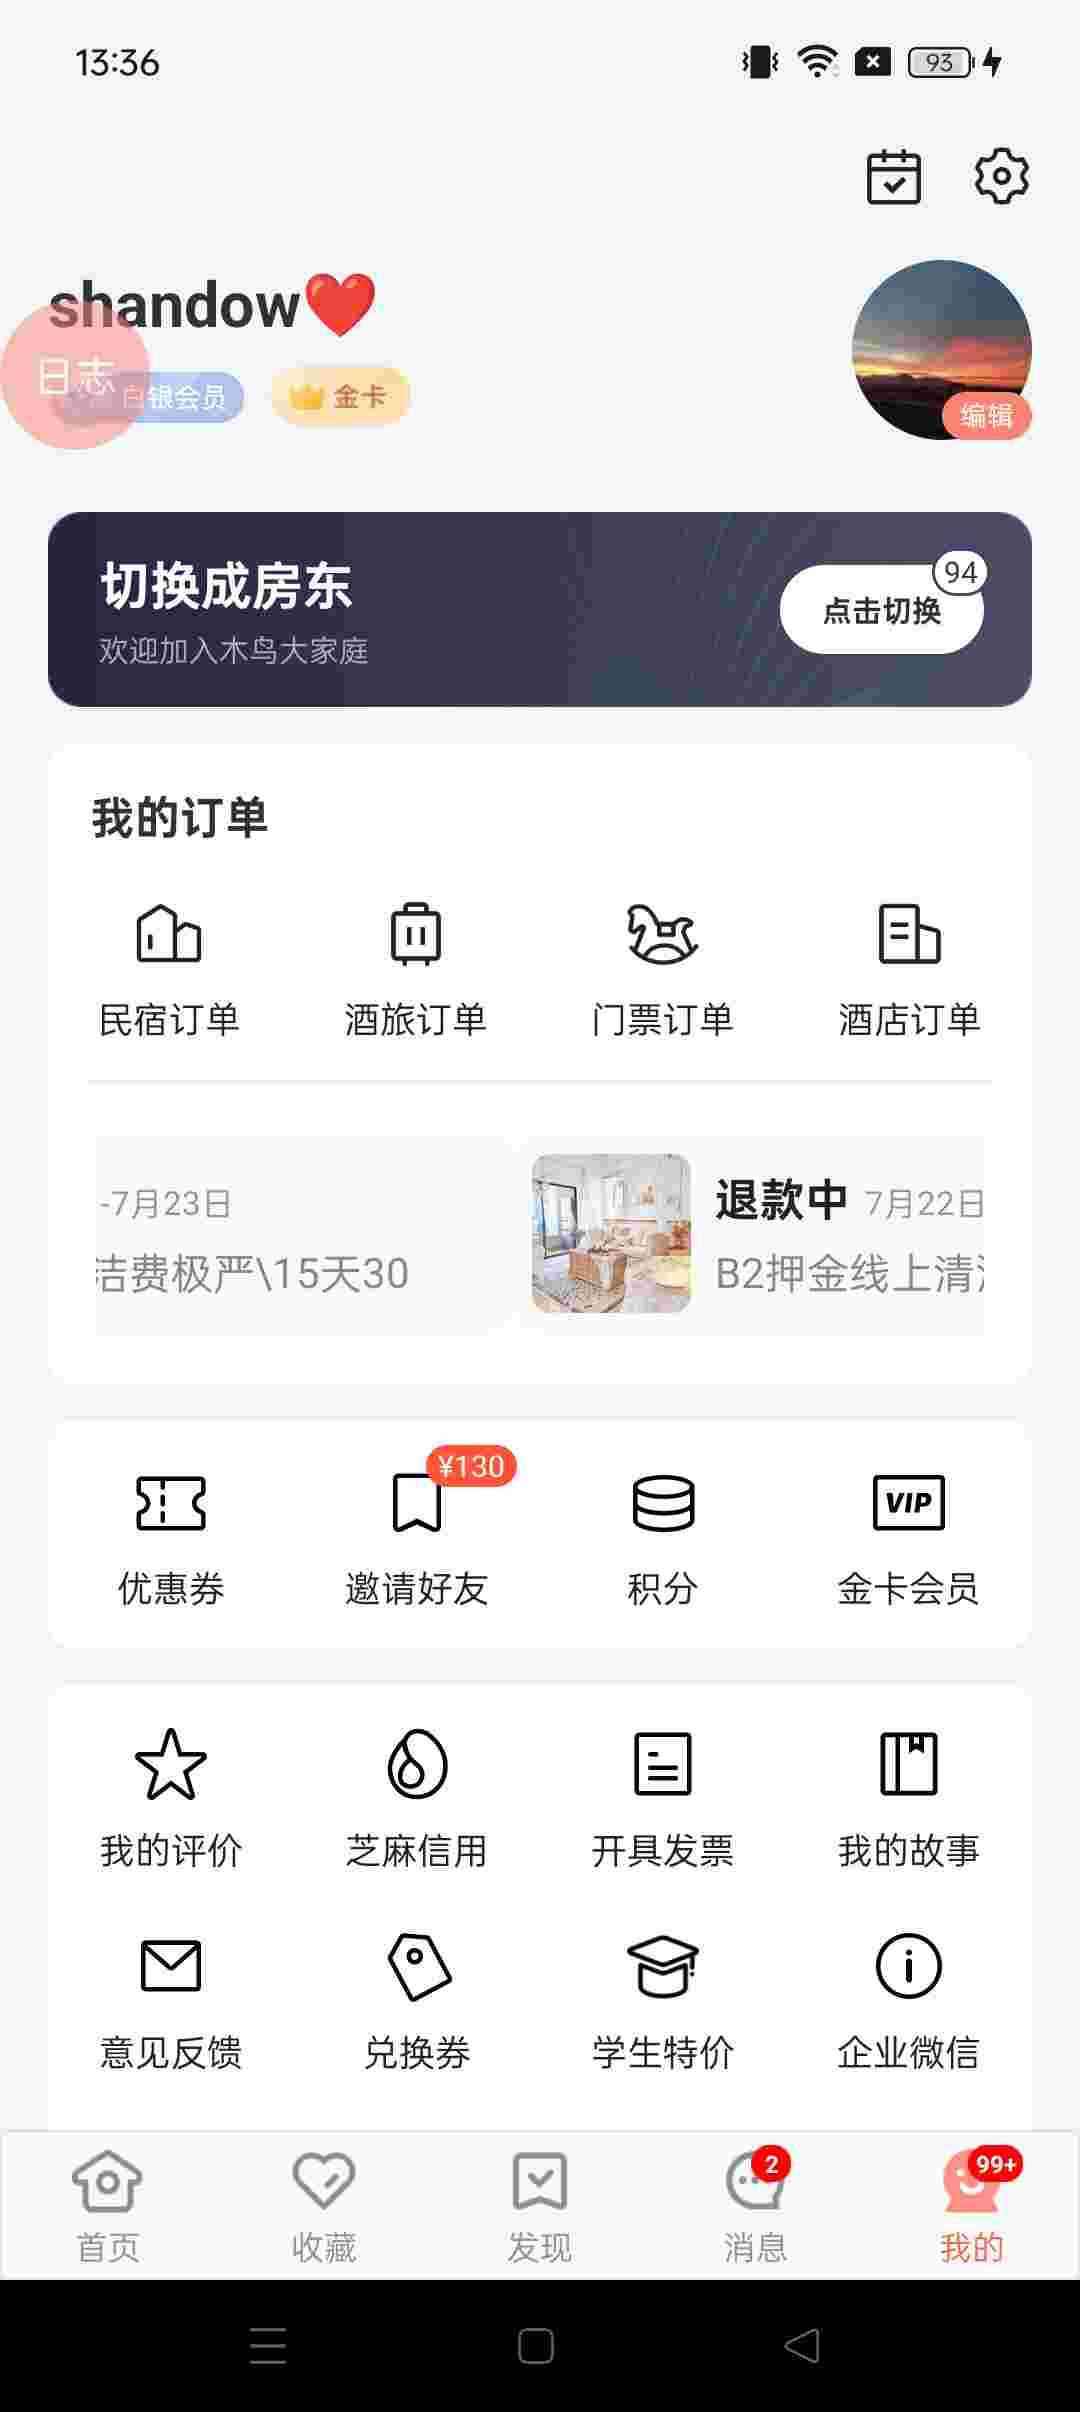 13:36
93
shandow❤️
日志
白银会员
金卡
编辑
切换成房东
欢迎加入木鸟大家庭
94
点击切换
我的订单
民宿订单 酒旅订单 门票订单 酒店订单
-7月23日
洁费极严\15天30
退款中 7月22日
B2押金线上清洁
¥130
VIP
优惠券 邀请好友 积分 金卡会员
我的评价 芝麻信用 开具发票 我的故事
意见反馈 兑换券 学生特价 企业微信
2
99+
首页 收藏 发现 消息 我的